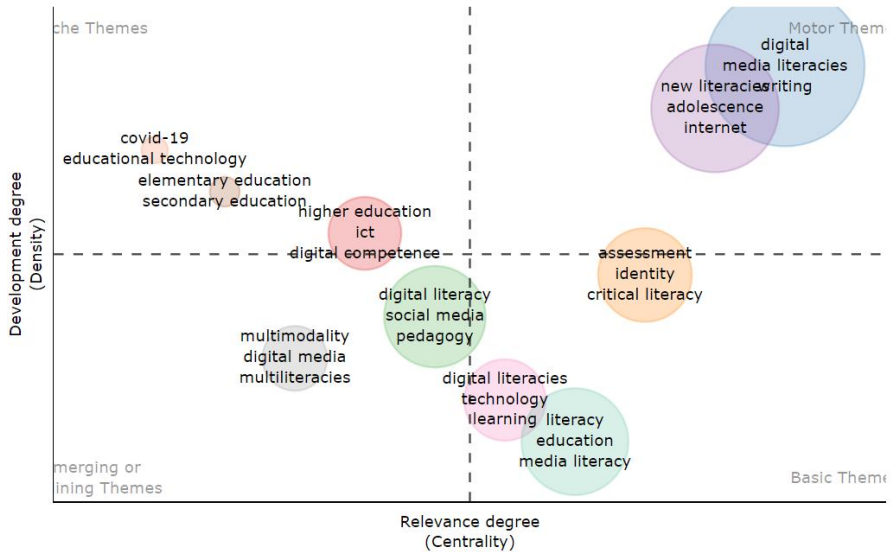 che Themes
Motor Them
digital
media literacies
writing
new literacies
adolescence
internet
covid-19
educational technology
elementary education
secondary education
higher education
ict
digital competence
assessment
identity
critical literacy
digital literacy
social media
pedagogy
multimodality
digital media
multiliteracies
digital literacies
technology
learning
literacy
education
media literacy
merging or
ining Themes
Basic Theme
Development degree
(Density)
Relevance degree
(Centrality)